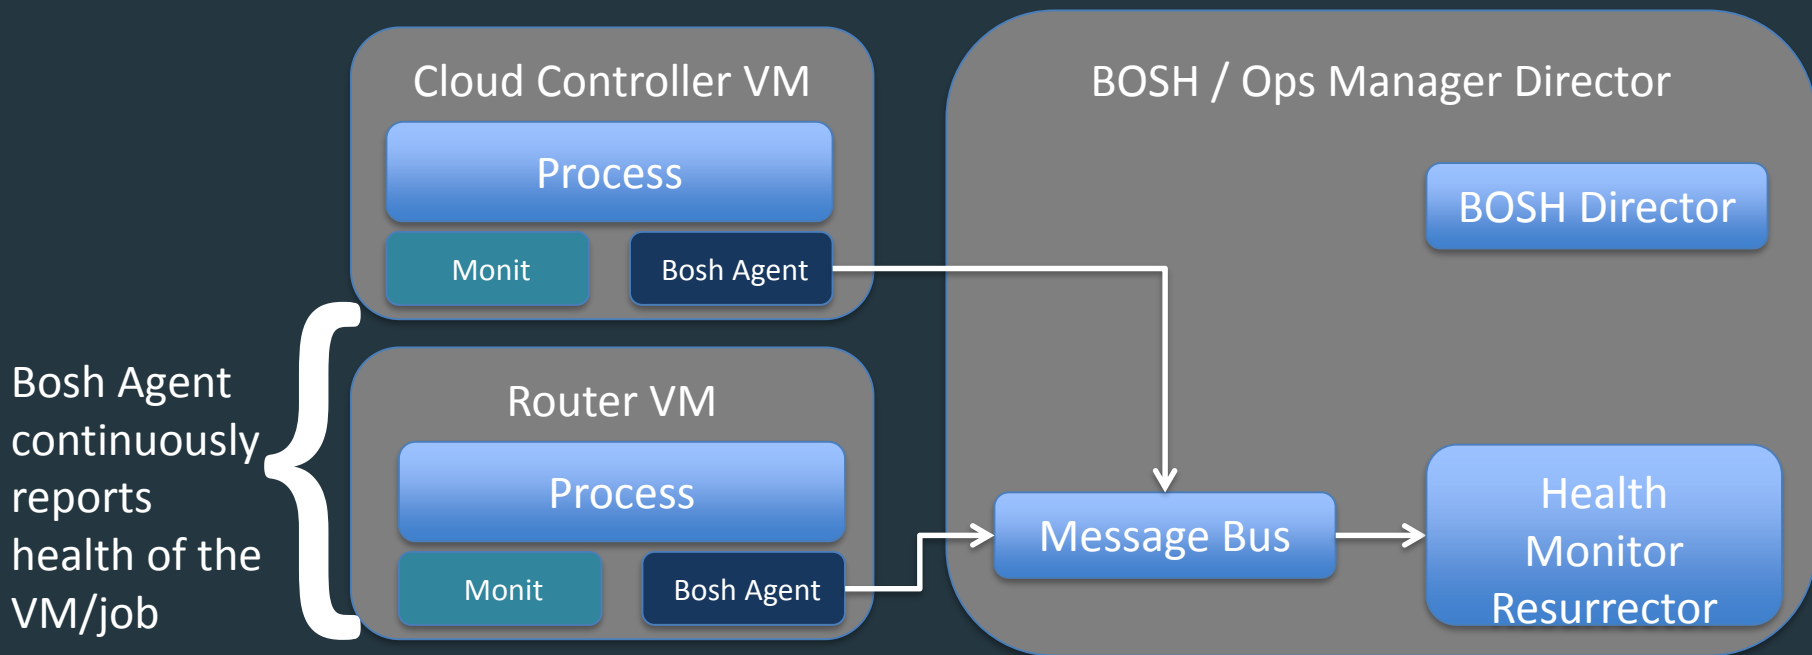 Cloud Controller VM
Process
Monit
Bosh Agent
Bosh Agent
continuously
reports
health of the
VM/job
Router VM
Process
Monit
Bosh Agent
BOSH / Ops Manager Director
BOSH Director
Message Bus
Health
Monitor
Resurrector